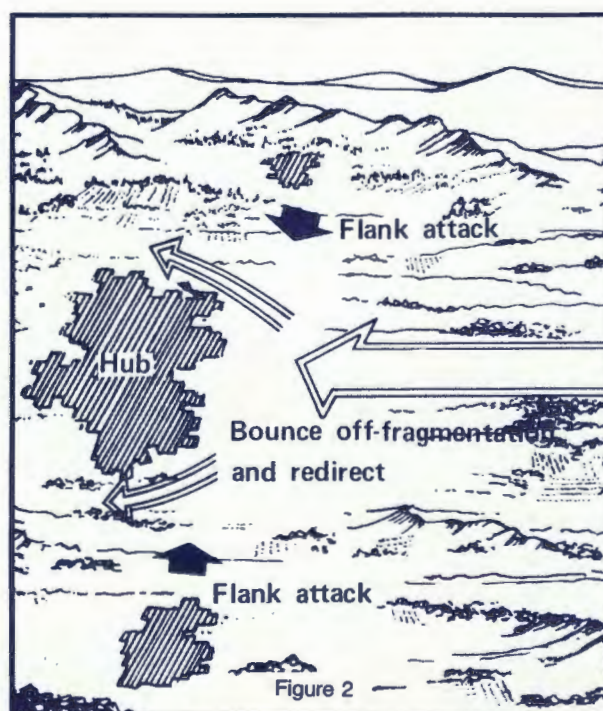 Flank attack
Hub
Bounce off-fragmentation
and redirect
Flank attack
Figure 2